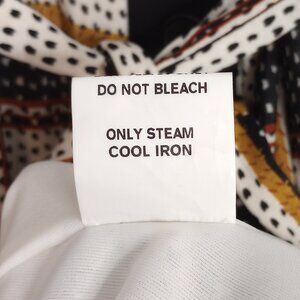 DO NOT BLEACH
ONLY STEAM
COOL IRON